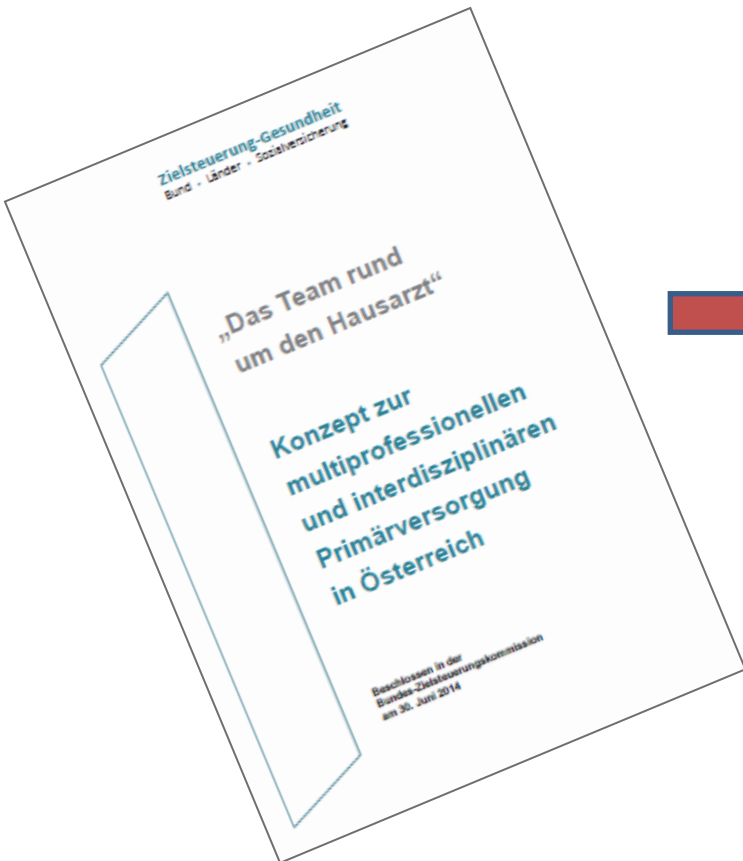 Zielsteuerung-Gesundheit
Bund . Länder . Sozialversicherung
„Das Team rund
um den Hausarzt“
Konzept zur
multiprofessionellen
und interdisziplinären
Primärversorgung
in Österreich
Beschlossen in der
Bundes-Zielsteuerungskommission
am 30. Juni 2014